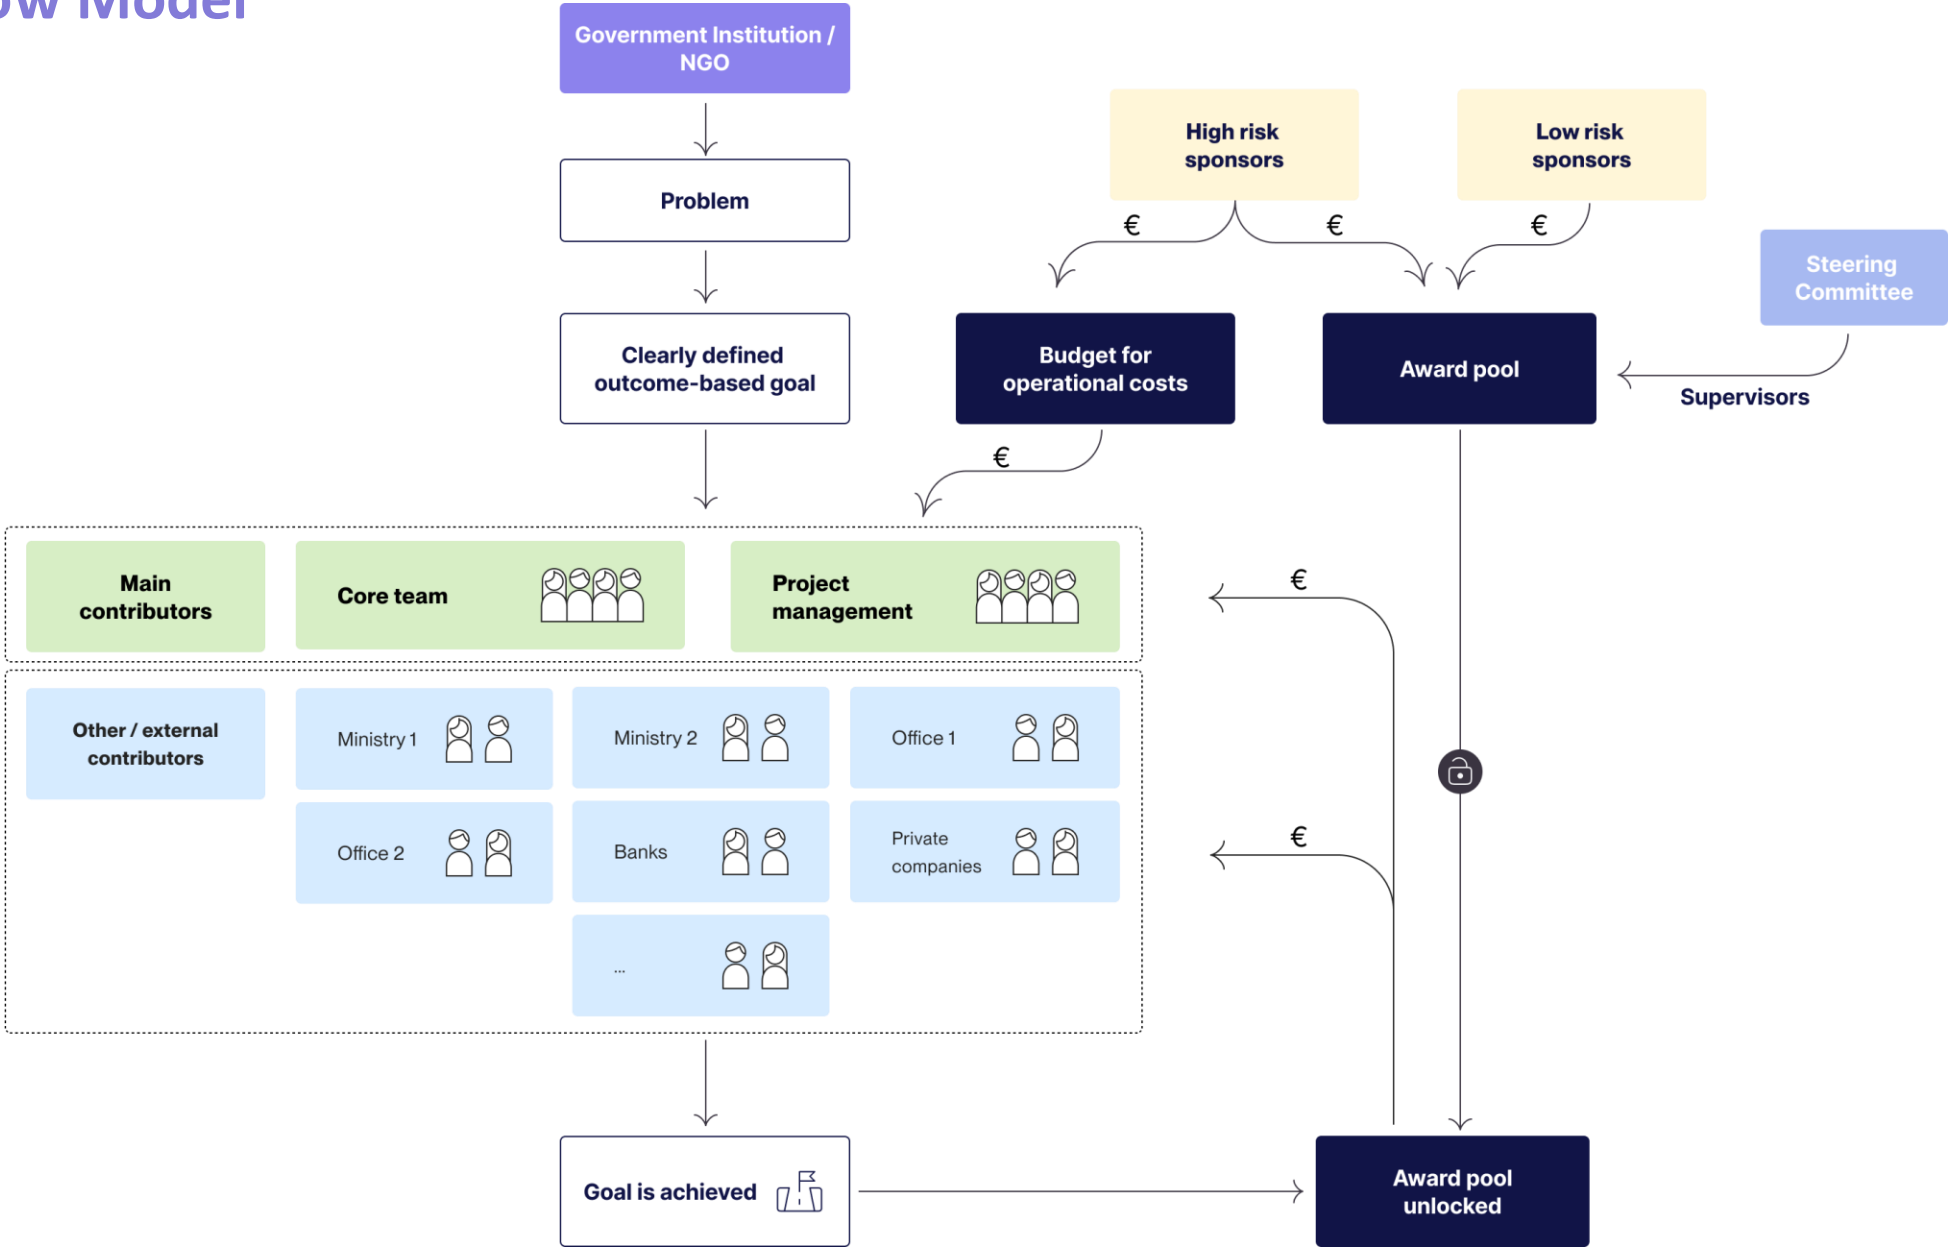 Model
Government Institution /
NGO
Problem
Clearly defined
outcome-based goal
High risk
sponsors
Low risk
sponsors
€
€
€
Steering
Committee
Budget for
operational costs
Award pool
Supervisors
€
Main
contributors
Core team
Project
management
€
Other / external
contributors
Ministry 1
Ministry 2
Office 1
Office 2
Banks
Private
companies
...
€
Goal is achieved
Award pool
unlocked